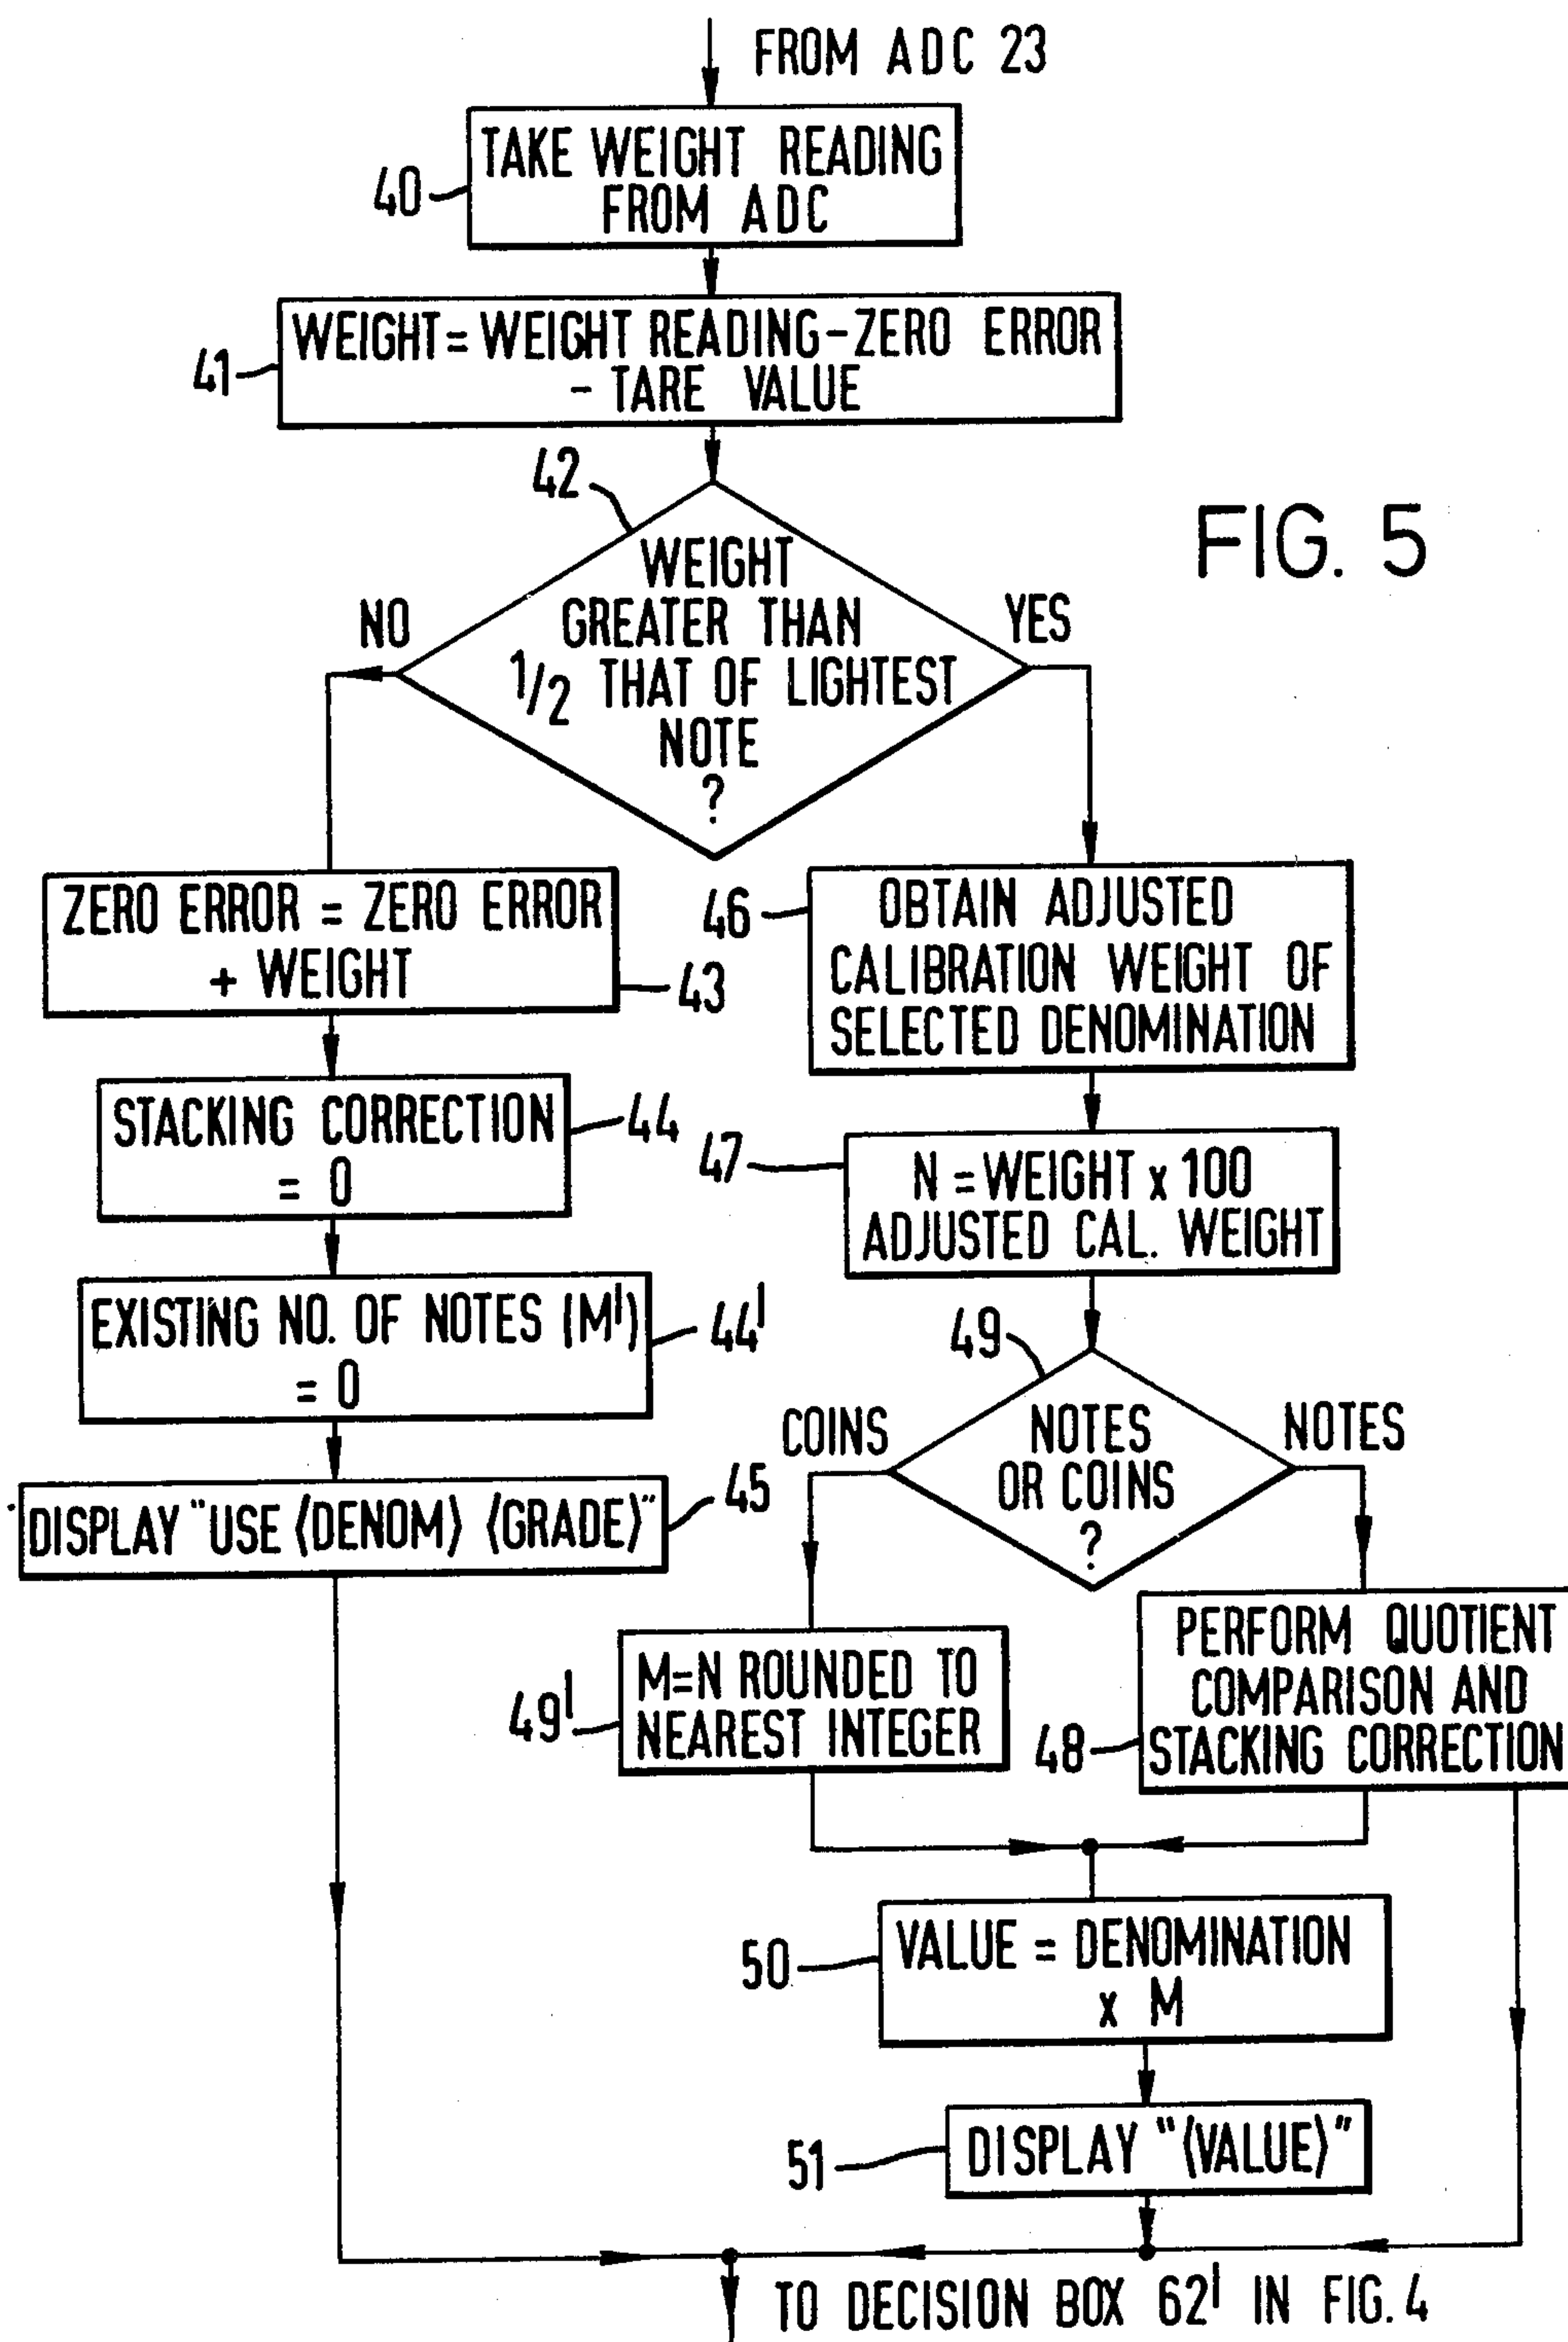 FROM ADC 23
TAKE WEIGHT READING
FROM ADC
40
WEIGHT = WEIGHT READING - ZERO ERROR
- TARE VALUE
41
42
FIG. 5
WEIGHT
GREATER THAN
1/2 THAT OF LIGHTEST
NOTE
?
NO
YES
ZERO ERROR = ZERO ERROR
+ WEIGHT
43
46
OBTAIN ADJUSTED
CALIBRATION WEIGHT OF
SELECTED DENOMINATION
STACKING CORRECTION
= 0
44
47
N = WEIGHT x 100
ADJUSTED CAL. WEIGHT
EXISTING NO. OF NOTES (M')
= 0
44'
49
COINS
NOTES
OR COINS
?
NOTES
DISPLAY "USE ⟨DENOM⟩ ⟨GRADE⟩"
45
49'
M=N ROUNDED TO
NEAREST INTEGER
48
PERFORM QUOTIENT
COMPARISON AND
STACKING CORRECTION
50
VALUE = DENOMINATION
x M
51
DISPLAY "⟨VALUE⟩"
TO DECISION BOX 62' IN FIG. 4